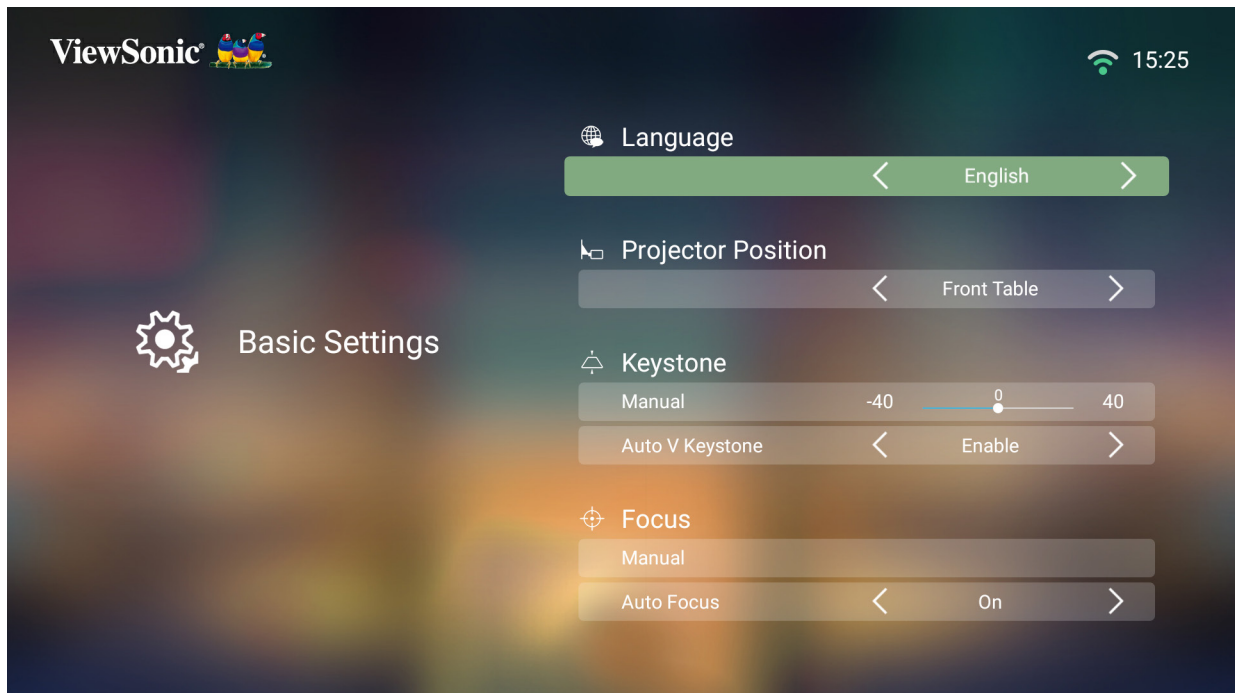 ViewSonic®
15:25
Language
English
Projector Position
Front Table
Basic Settings
Keystone
Manual -40 0 40
Auto V Keystone Enable
Focus
Manual
Auto Focus On